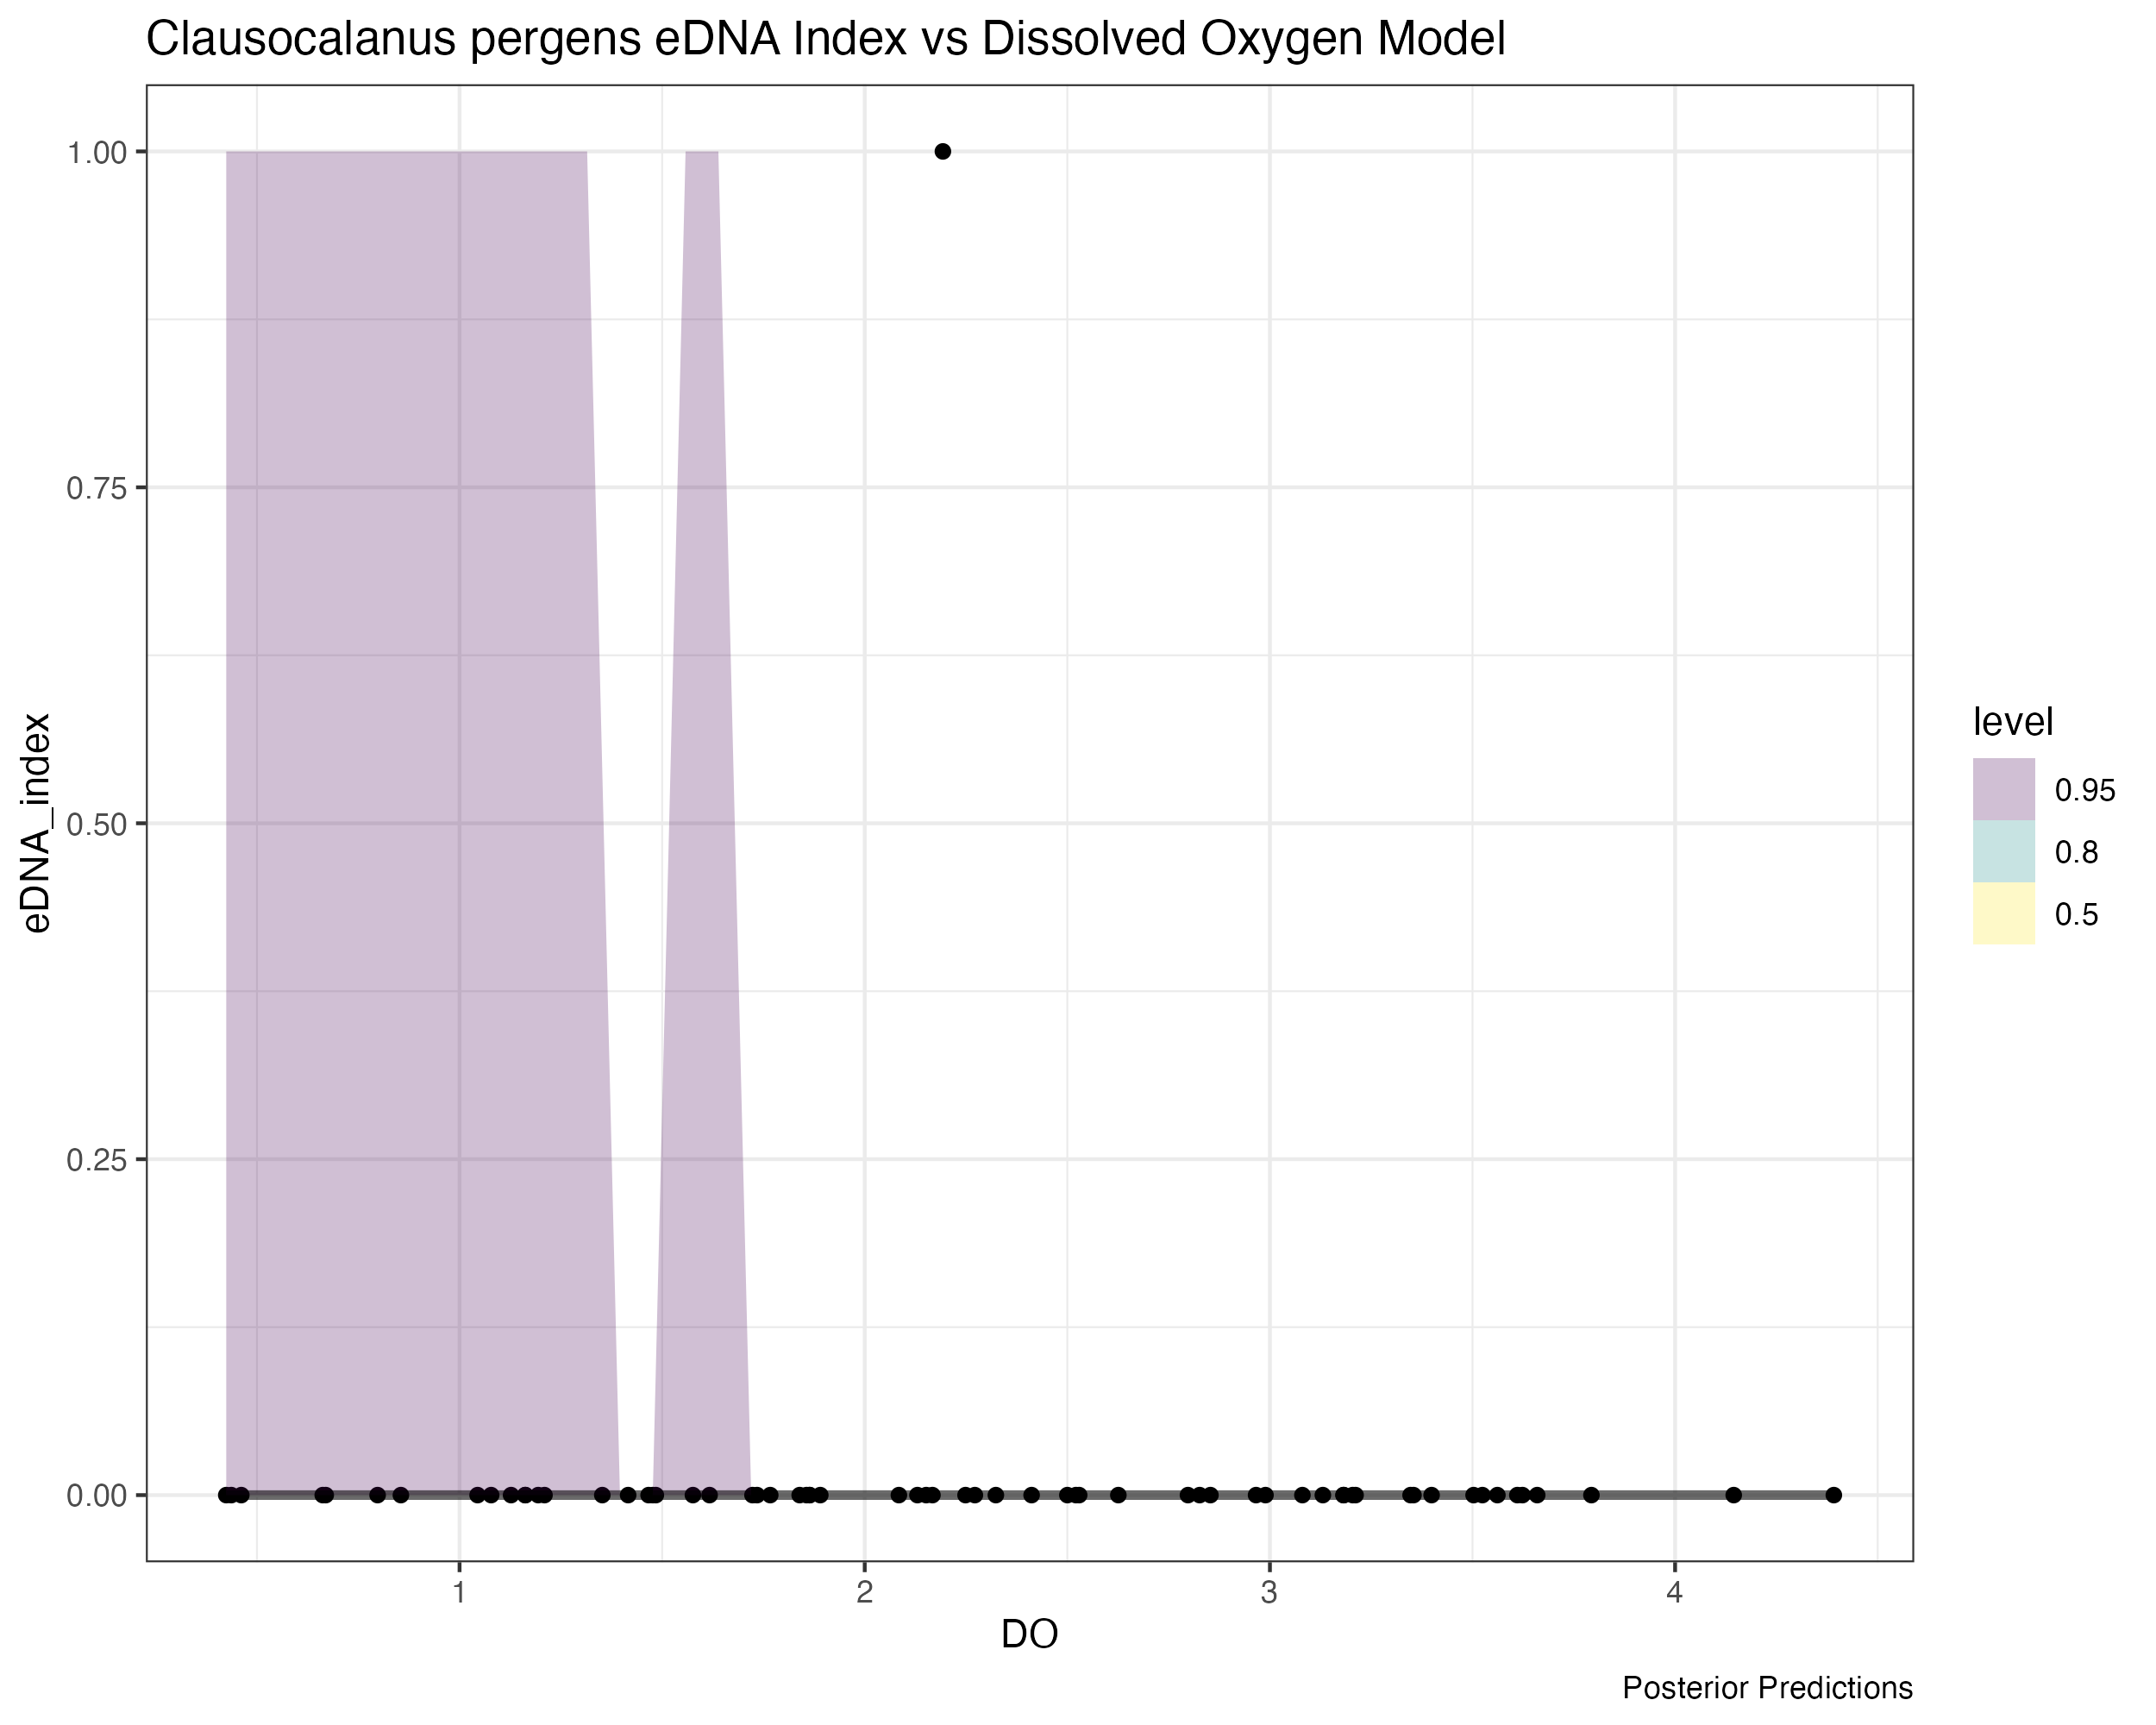 Clausocalanus pergens eDNA Index vs Dissolved Oxygen Model
1.00
0.75
0.50
0.25
0.00
eDNA_index
1 2 3 4
DO
level
0.95
0.8
0.5
Posterior Predictions